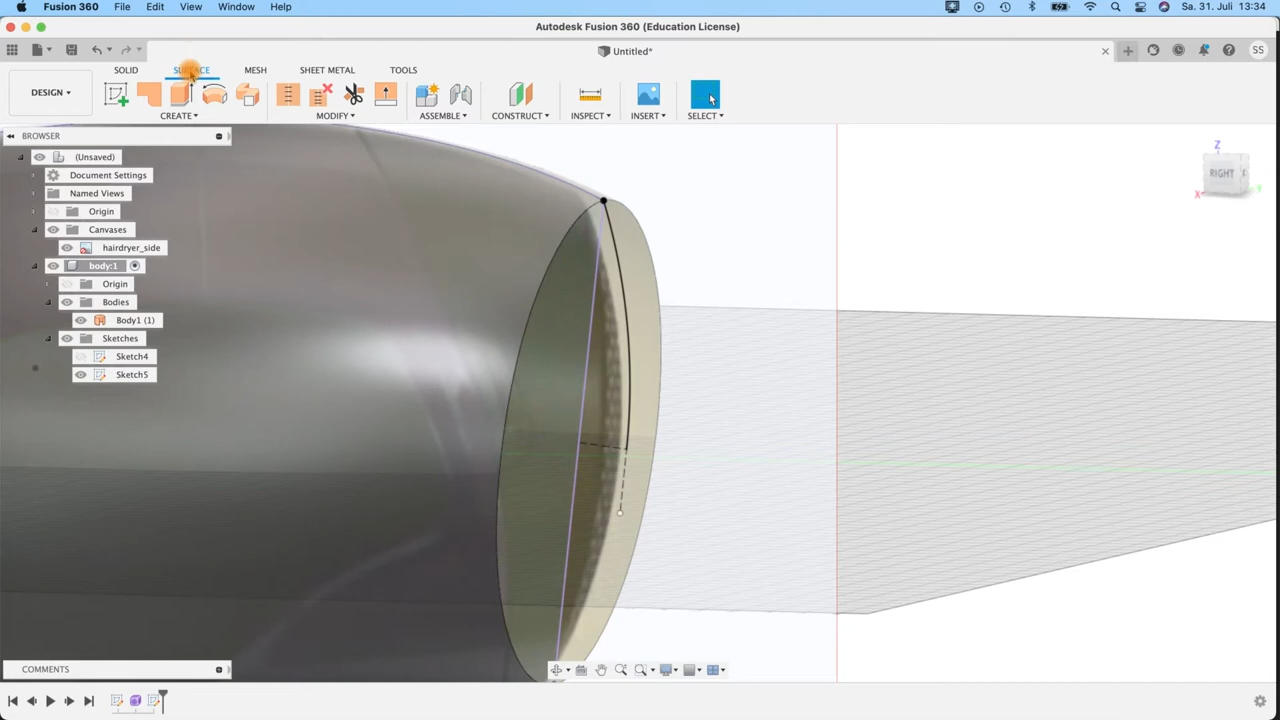 Fusion 360 File Edit View Window Help Sa. 31. Juli 13:34
Autodesk Fusion 360 (Education License)
Untitled*
SS
SOLID SURFACE MESH SHEET METAL TOOLS
DESIGN
CREATE MODIFY ASSEMBLE CONSTRUCT INSPECT INSERT SELECT
BROWSER
(Unsaved)
Document Settings
Named Views
Origin
Canvases
hairdryer_side
body:1
Origin
Bodies
Body1 (1)
Sketches
Sketch4
Sketch5
Z
RIGHT
X
Y
COMMENTS